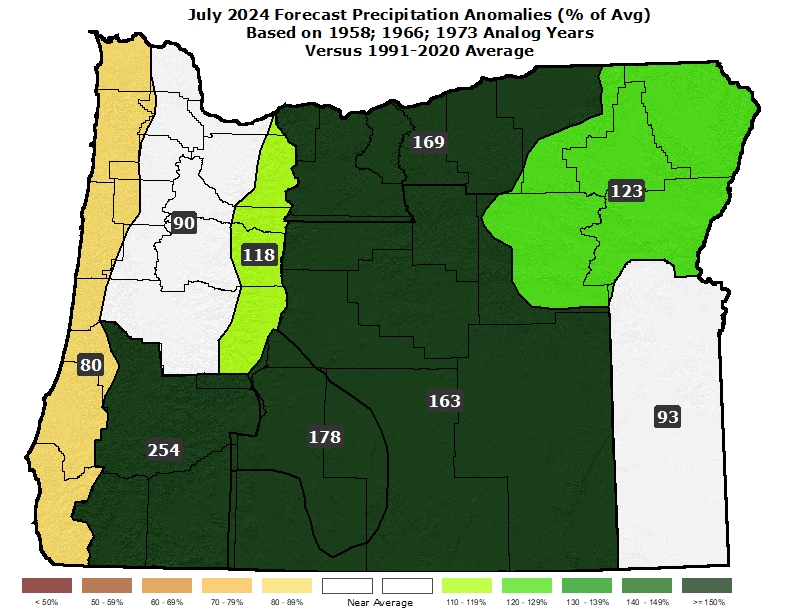 July 2024 Forecast Precipitation Anomalies (% of Avg)
Based on 1958; 1966; 1973 Analog Years
Versus 1991-2020 Average
169
123
90
118
80
163
93
178
254
< 50% 50 - 59% 60 - 69% 70 - 79% 80 - 89% Near Average 110 - 119% 120 - 129% 130 - 139% 140 - 149% >= 150%